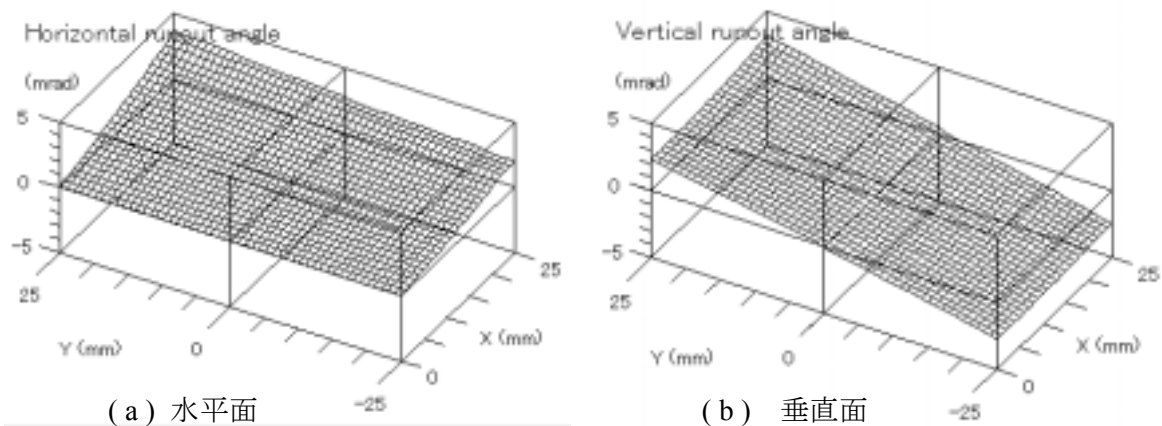 Horizontal runout angle
(mrad)
5
0
-5
25
Y (mm)
0
-25
0
X (mm)
25
( a ) 水平面
Vertical runout angle
(mrad)
5
0
-5
25
Y (mm)
0
-25
0
X (mm)
25
( b ) 垂直面